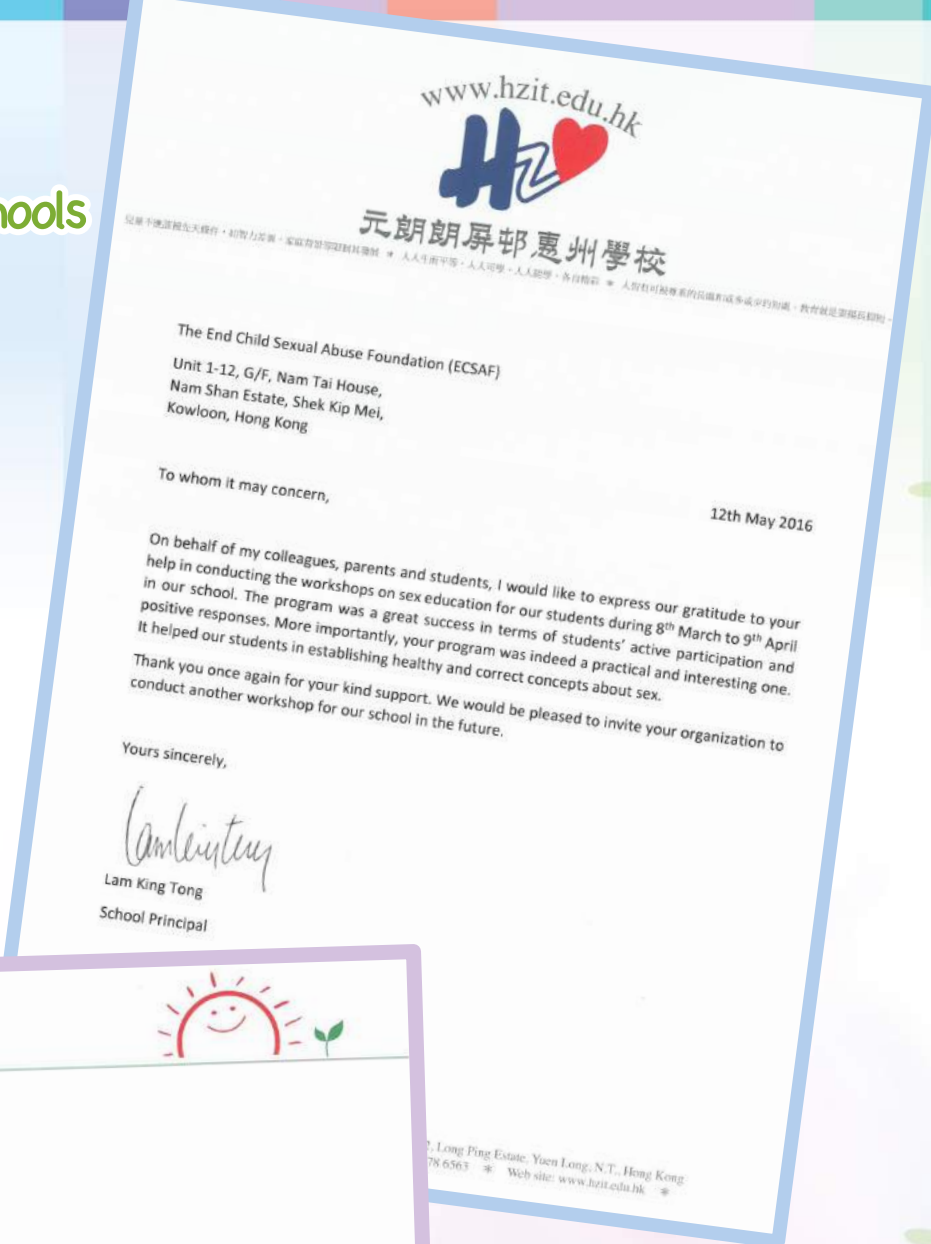 hools
www.hzit.edu.hk
元朗朗屏邨惠州學校
The End Child Sexual Abuse Foundation (ECSAF)
Unit 1-12, G/F, Nam Tai House,
Nam Shan Estate, Shek Kip Mei,
Kowloon, Hong Kong
To whom it may concern,
12th May 2016
On behalf of my colleagues, parents and students, I would like to express our gratitude to your
help in conducting the workshops on sex education for our students during 8th March to 9th April
in our school. The program was a great success in terms of students' active participation and
positive responses. More importantly, your program was indeed a practical and interesting one.
It helped our students in establishing healthy and correct concepts about sex.
Thank you once again for your kind support. We would be pleased to invite your organization to
conduct another workshop for our school in the future.
Yours sincerely,
Lam King Tong
School Principal
, Long Ping Estate, Yuen Long, N.T., Hong Kong
78 6563 * Web site: www.hzit.edu.hk *